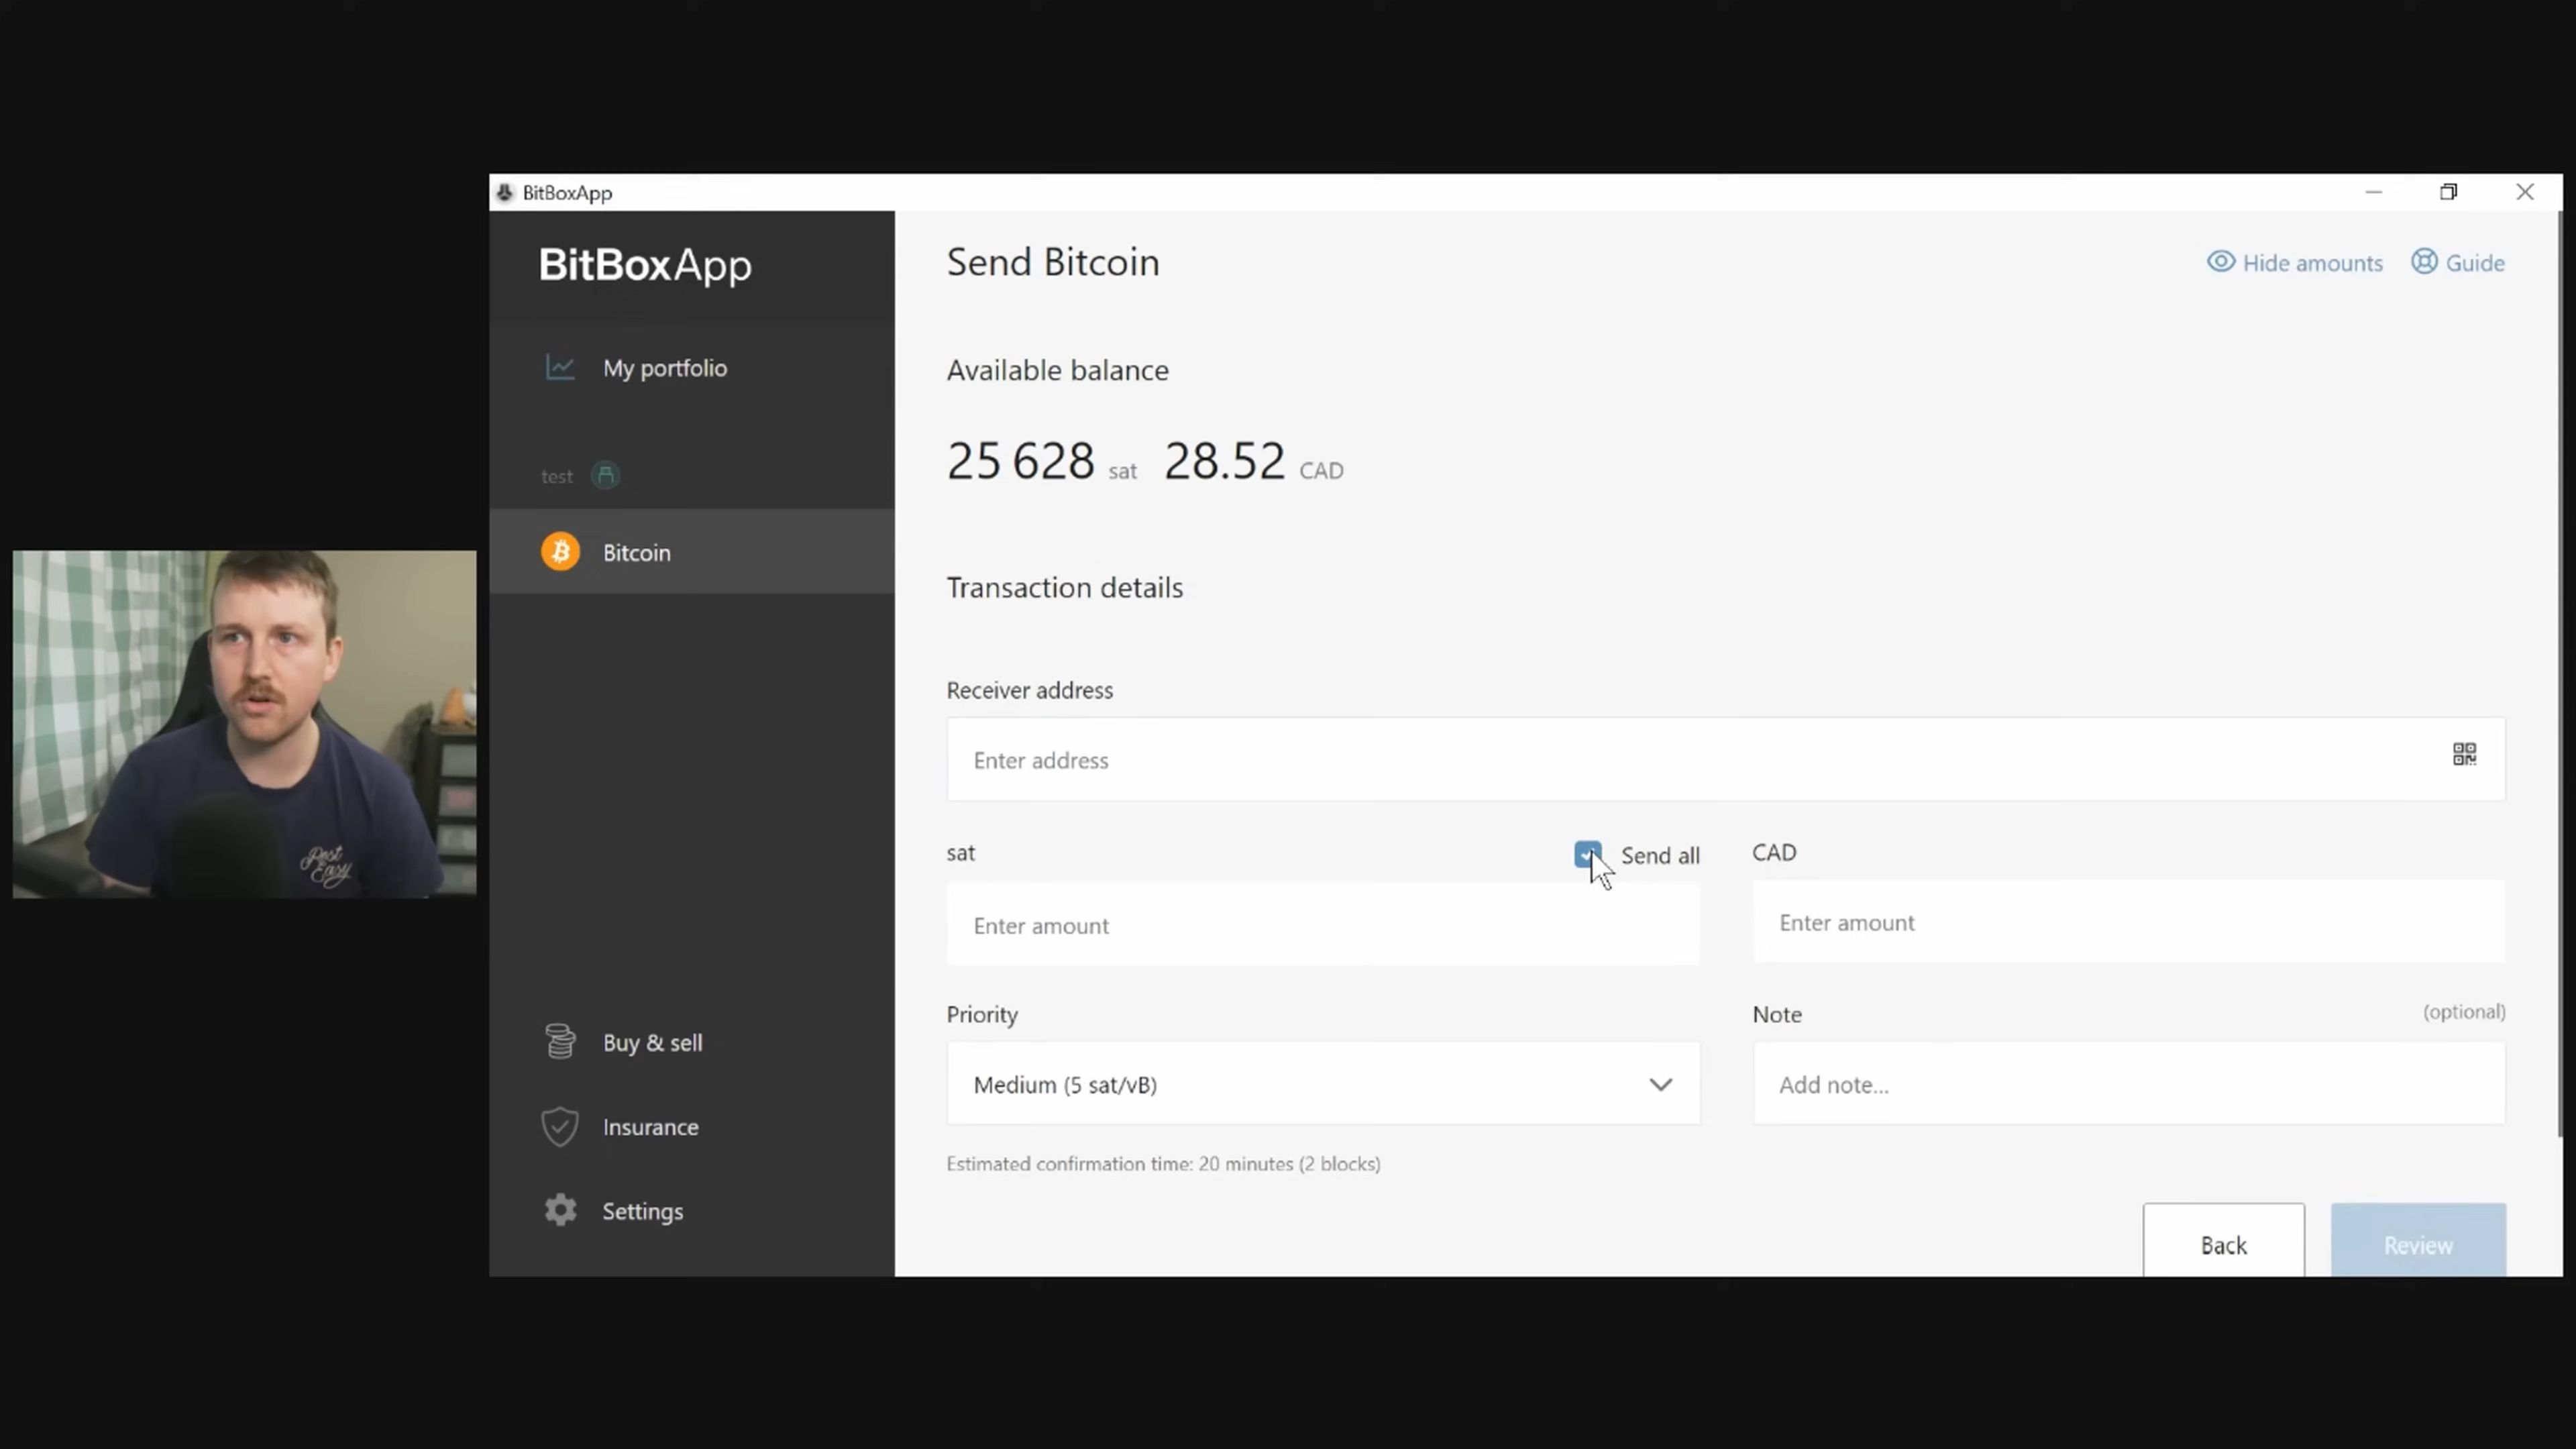 BitBoxApp
BitBoxApp
My portfolio
test
Bitcoin
Buy & sell
Insurance
Settings
Send Bitcoin
Hide amounts
Guide
Available balance
25 628 sat 28.52 CAD
Transaction details
Receiver address
Enter address
sat
Send all
CAD
Enter amount
Enter amount
Priority
Note
(optional)
Medium (5 sat/vB)
Add note...
Estimated confirmation time: 20 minutes (2 blocks)
Back
Review
Rest
Easy